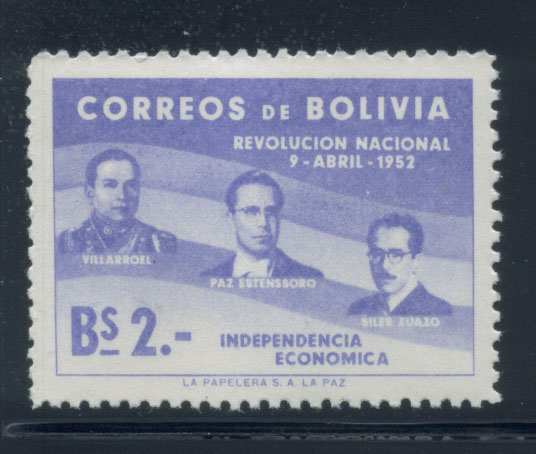 CORREOS DE BOLIVIA
REVOLUCION NACIONAL
9-ABRIL-1952
VILLARROEL
PAZ ESTENSSORO
SILES ZUAZO
Bs 2.-
INDEPENDENCIA
ECONOMICA
LA PAPELERA S. A. LA PAZ